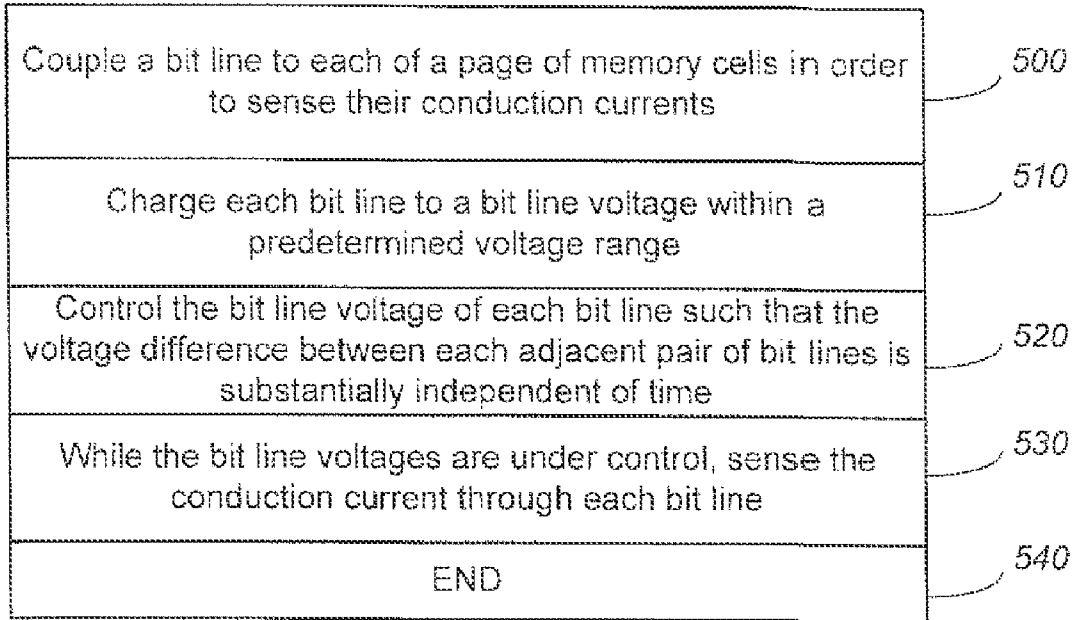 Couple a bit line to each of a page of memory cells in order
to sense their conduction currents
500
Charge each bit line to a bit line voltage within a
predetermined voltage range
510
Control the bit line voltage of each bit line such that the
voltage difference between each adjacent pair of bit lines is
substantially independent of time
520
While the bit line voltages are under control, sense the
conduction current through each bit line
530
END
540